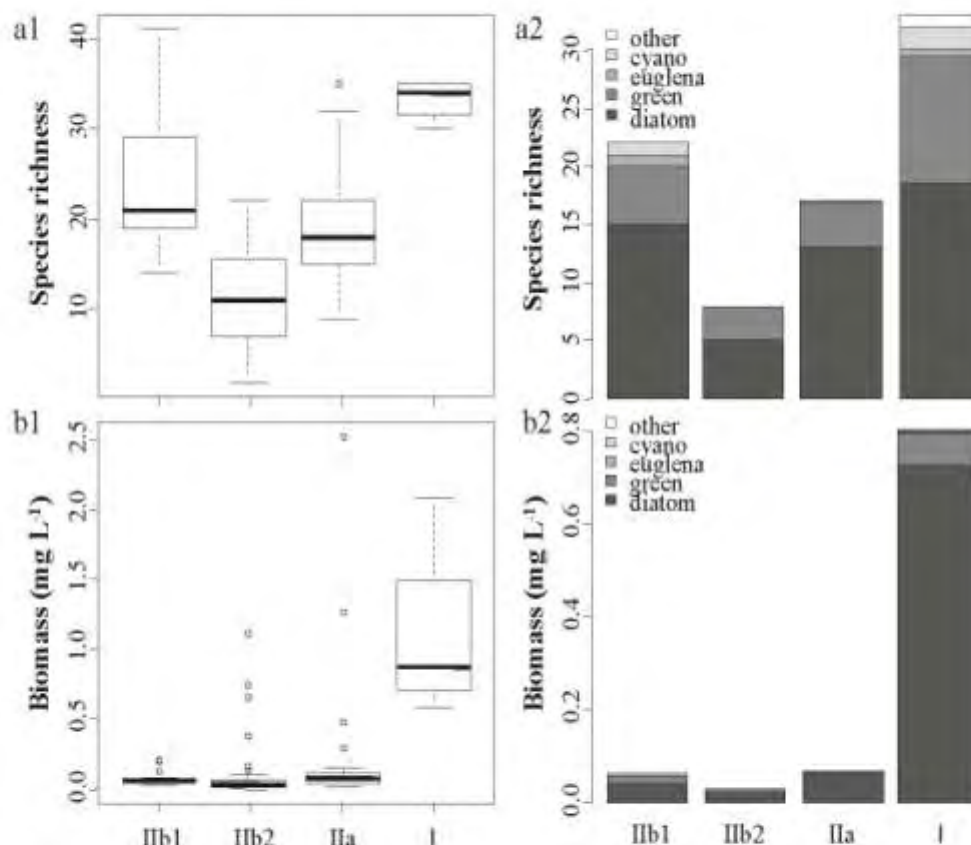 a1
Species richness
40
30
20
10
a2
Species richness
30
25
20
15
10
5
0
other
cyano
euglena
green
diatom
b1
Biomass (mg L-1)
2.5
2.0
1.5
1.0
0.5
0.0
IIb1 IIb2 IIa I
b2
Biomass (mg L-1)
0.8
0.6
0.4
0.2
0.0
other
cyano
euglena
green
diatom
IIb1 IIb2 IIa I